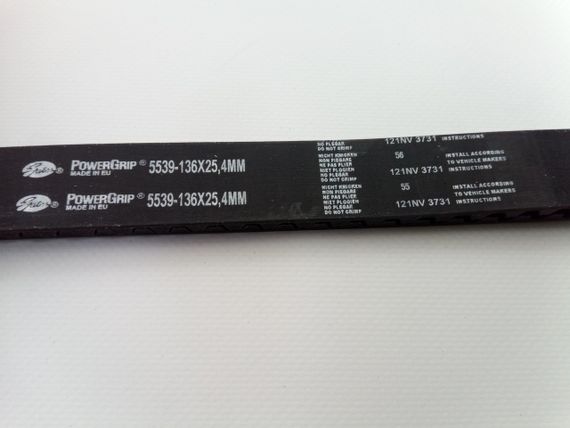 NO PLEGAR
DO NOT CRIMP
121NV 3731 INSTRUCTIONS
Gates® POWERGRIP® 5539-136X25,4MM
MADE IN EU
NIGHT KNICKEN
NON PIEGARE
NE PAS PLIER
NIET PLOOIEN
NO PLEGAR
DO NOT CRIMP
56
121NV 3731
INSTALL ACCORDING
TO VEHICLE MAKERS
INSTRUCTIONS
Gates® POWERGRIP® 5539-136X25,4MM
MADE IN EU
NIGHT KNICKEN
NON PIEGARE
NE PAS PLIER
NIET PLOOIEN
NO PLEGAR
DO NOT CRIMP
55
121NV 3731
INSTALL ACCORDING
TO VEHICLE MAKERS
INSTRUCTIONS